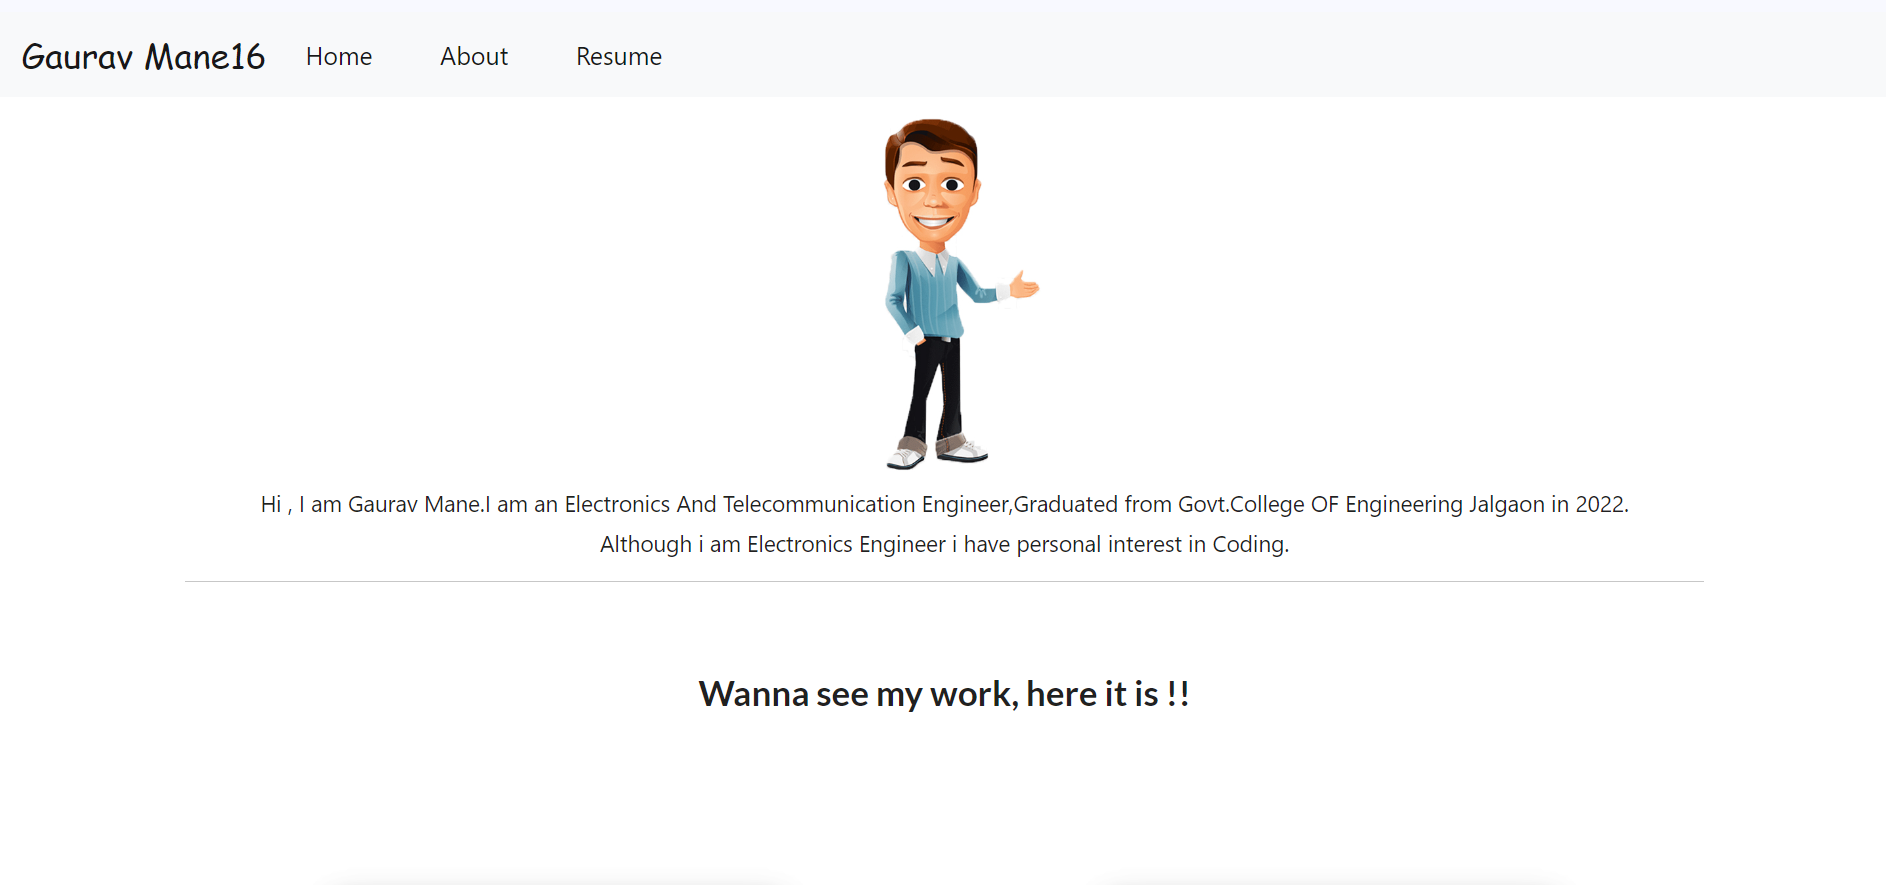 Gaurav Mane16 Home About Resume
Hi , I am Gaurav Mane.I am an Electronics And Telecommunication Engineer,Graduated from Govt.College OF Engineering Jalgaon in 2022.
Although i am Electronics Engineer i have personal interest in Coding.
Wanna see my work, here it is !!